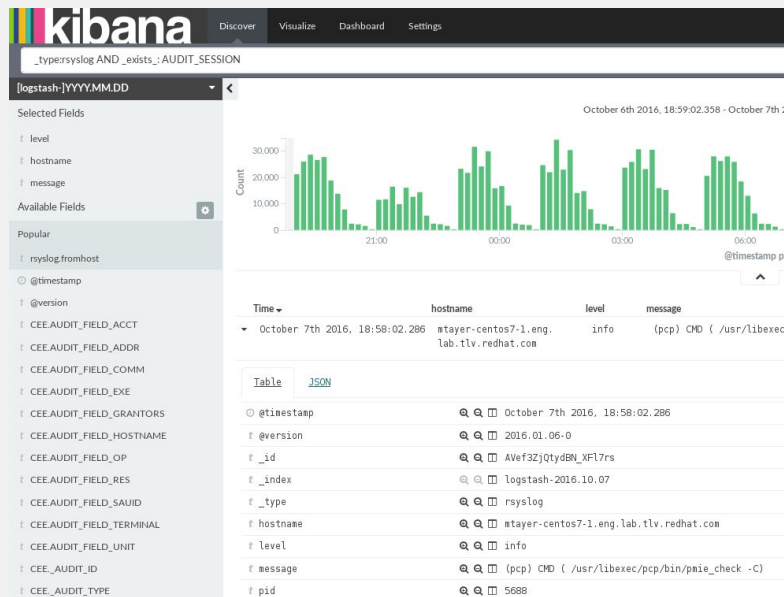 kibana
Discover Visualize Dashboard Settings
_type:rsyslog AND _exists_: AUDIT_SESSION
[logstash-]YYYY.MM.DD
Selected Fields
t level
t hostname
t message
Available Fields
Popular
t rsyslog.fromhost
@timestamp
t @version
t CEE.AUDIT_FIELD_ACCT
t CEE.AUDIT_FIELD_ADDR
t CEE.AUDIT_FIELD_COMM
t CEE.AUDIT_FIELD_EXE
t CEE.AUDIT_FIELD_GRANTORS
t CEE.AUDIT_FIELD_HOSTNAME
t CEE.AUDIT_FIELD_OP
t CEE.AUDIT_FIELD_RES
t CEE.AUDIT_FIELD_SAUID
t CEE.AUDIT_FIELD_TERMINAL
t CEE.AUDIT_FIELD_UNIT
t CEE._AUDIT_ID
t CEE._AUDIT_TYPE
October 6th 2016, 18:59:02.358 - October 7th 2
Count
30,000
20,000
10,000
0
21:00 00:00 03:00 06:00
@timestamp p
Time hostname level message
October 7th 2016, 18:58:02.286 mtayer-centos7-1.eng. info (pcp) CMD ( /usr/libexec
lab.tlv.redhat.com
Table JSON
@timestamp October 7th 2016, 18:58:02.286
t @version 2016.01.06-0
t _id AVef3ZjQtydBN_XFl7rs
t _index logstash-2016.10.07
t _type rsyslog
t hostname mtayer-centos7-1.eng.lab.tlv.redhat.com
t level info
t message (pcp) CMD ( /usr/libexec/pcp/bin/pmie_check -C)
t pid 5688